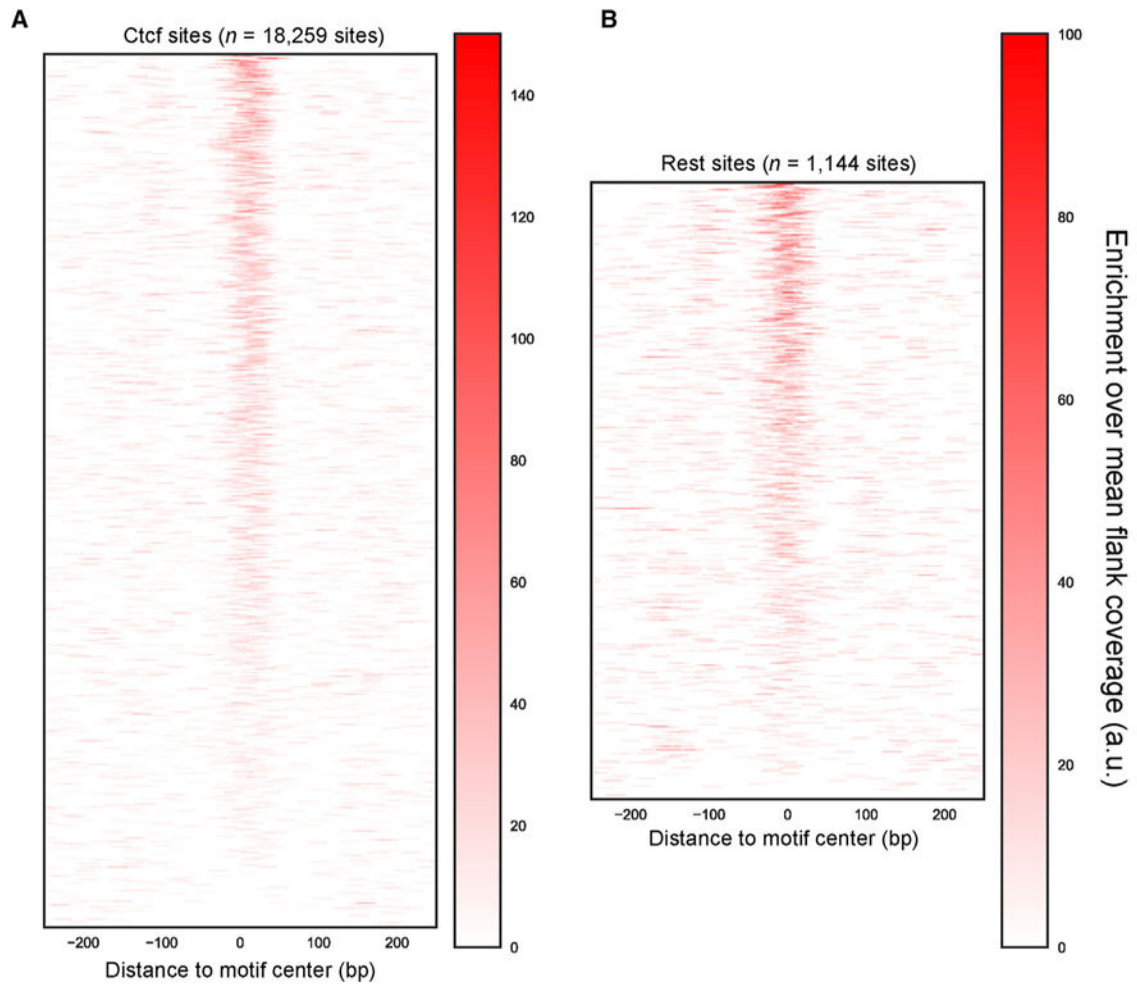 A
Ctcf sites (n = 18,259 sites)
140
120
100
80
60
40
20
0
−200 −100 0 100 200
Distance to motif center (bp)
B
Rest sites (n = 1,144 sites)
100
80
60
40
20
0
−200 −100 0 100 200
Distance to motif center (bp)
Enrichment over mean flank coverage (a.u.)